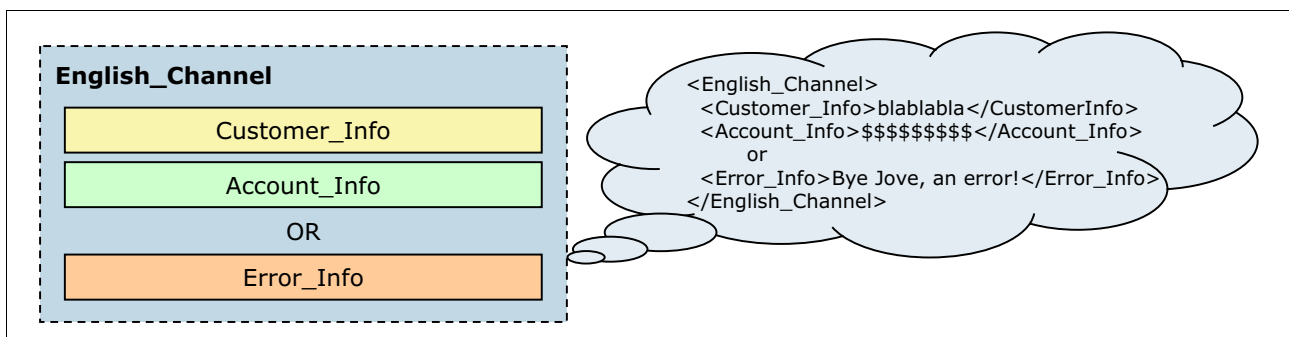 English_Channel
Customer_Info
Account_Info
OR
Error_Info
<English_Channel>
<Customer_Info>blablabla</CustomerInfo>
<Account_Info>$$$$$$$$$</Account_Info>
or
<Error_Info>Bye Jove, an error!</Error_Info>
</English_Channel>